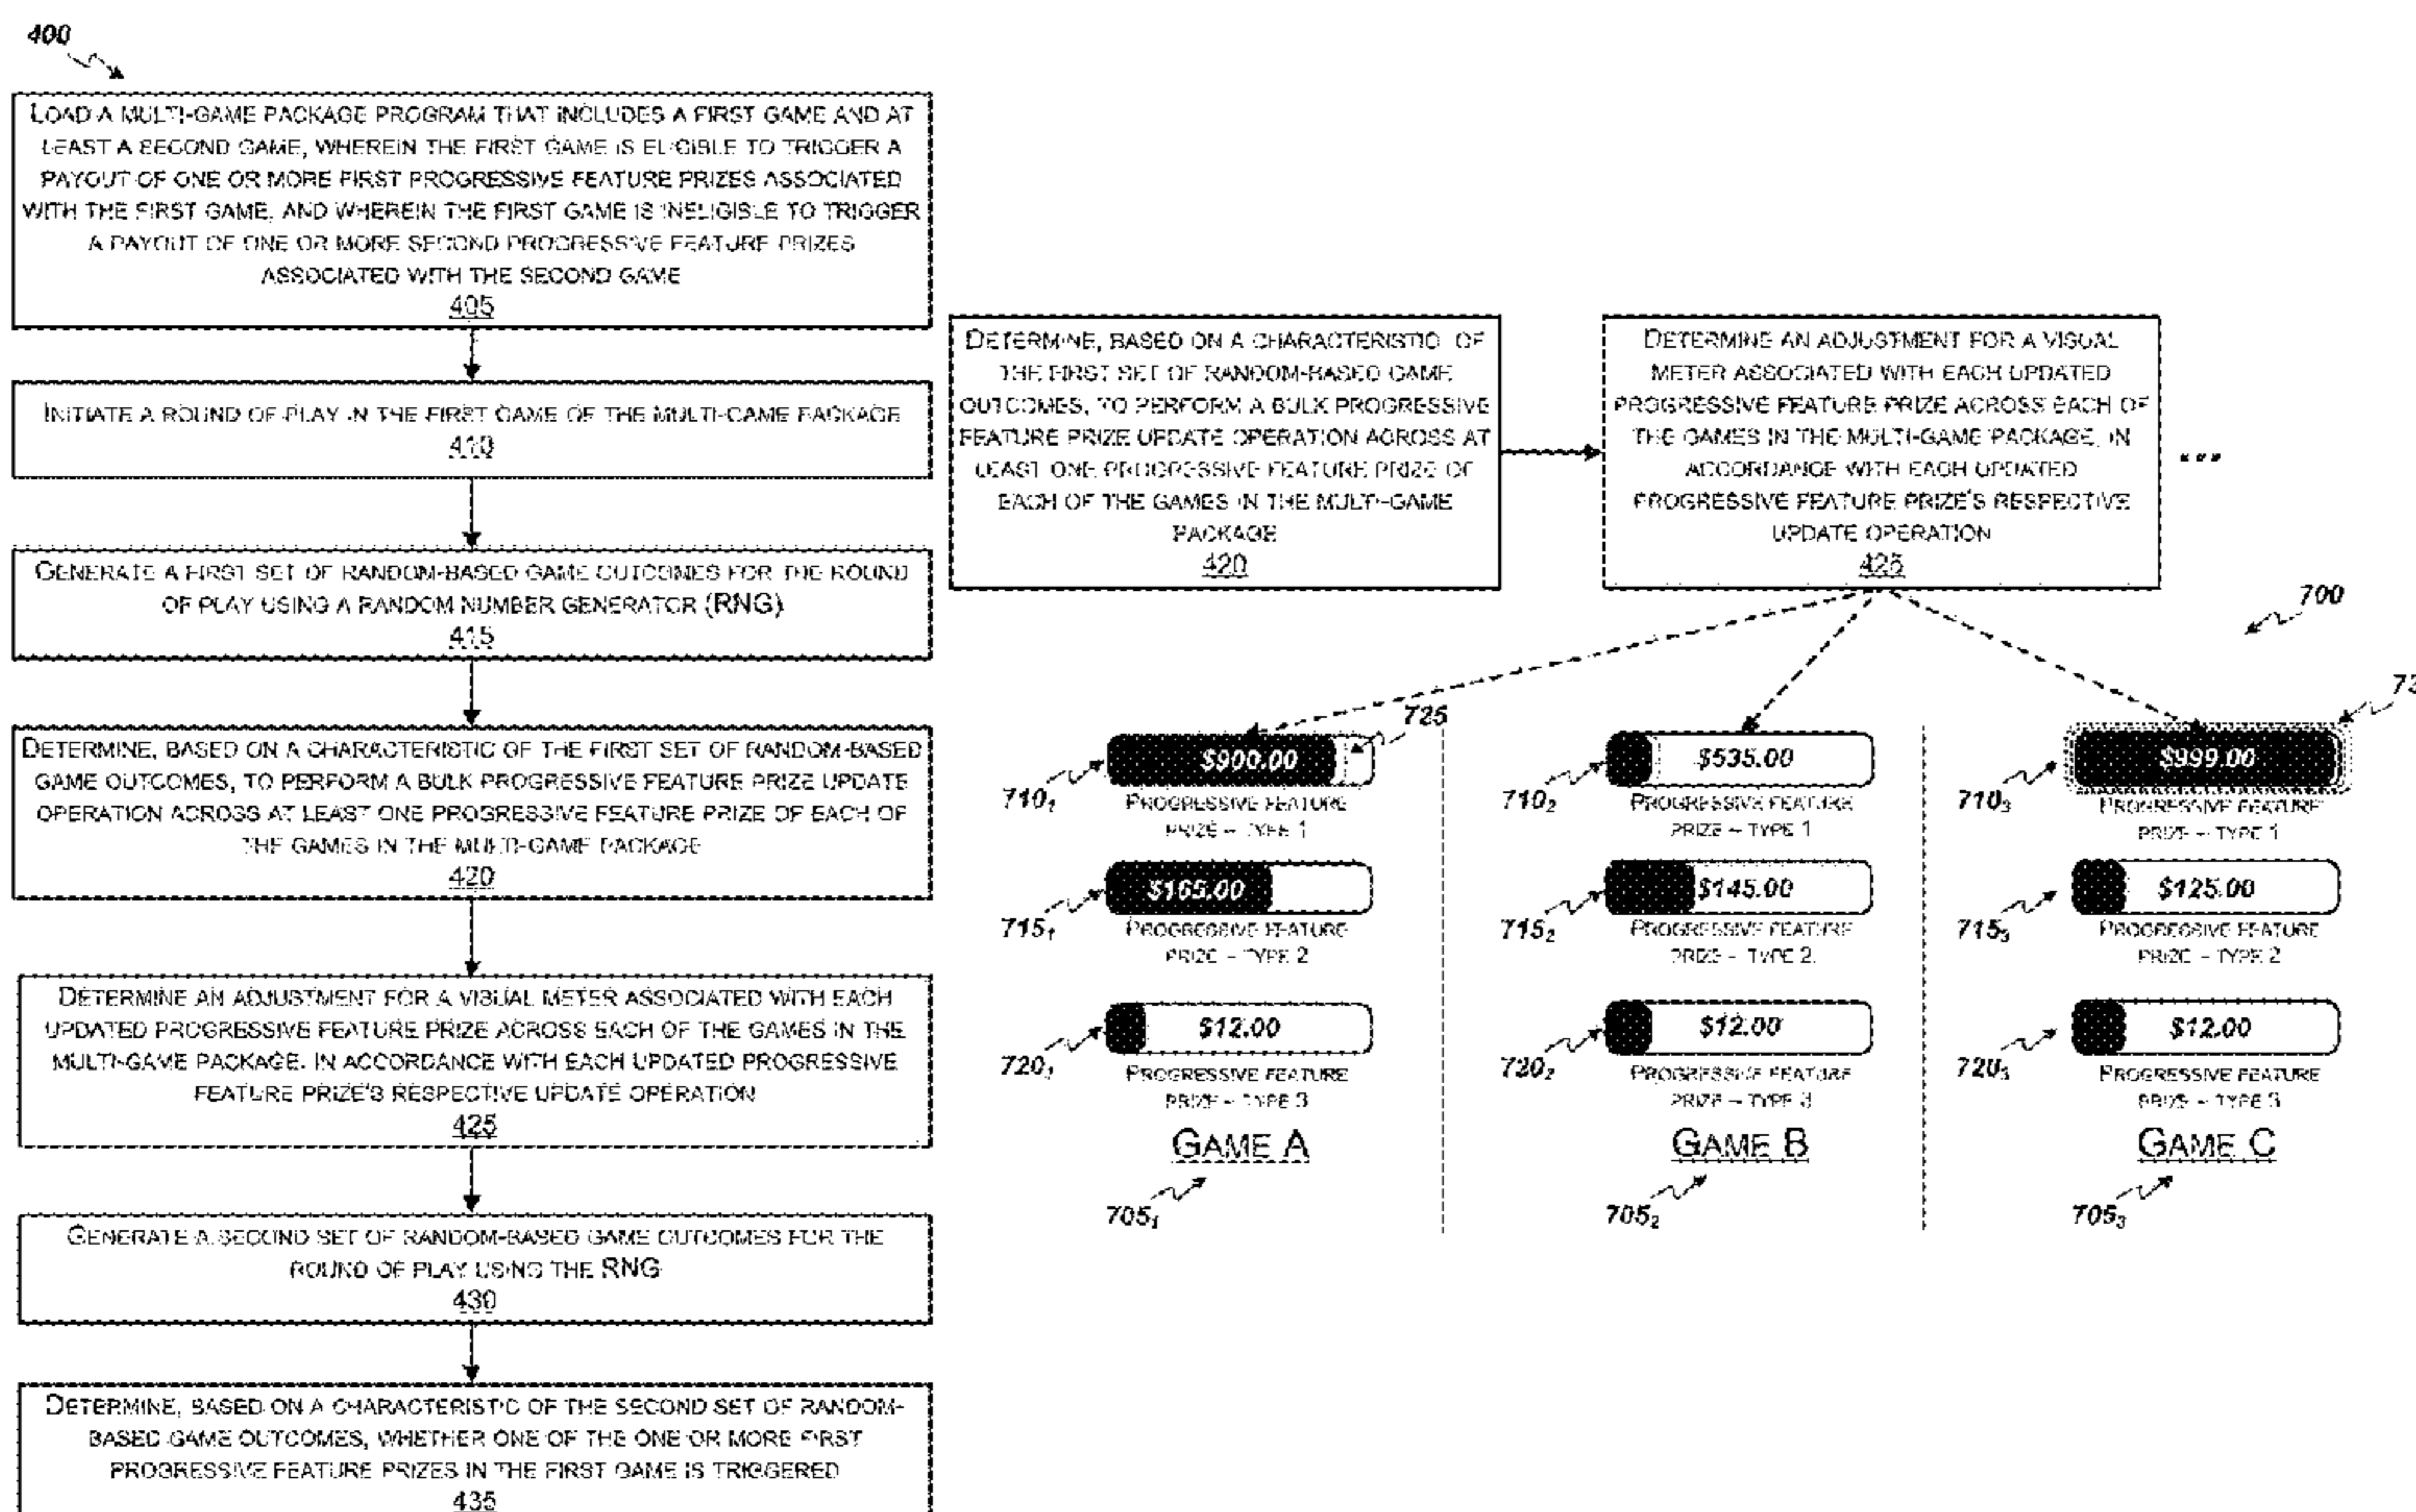 400
LOAD A MULTI-GAME PACKAGE PROGRAM THAT INCLUDES A FIRST GAME AND AT
LEAST A SECOND GAME, WHEREIN THE FIRST GAME IS ELIGIBLE TO TRIGGER A
PAYOUT OF ONE OR MORE FIRST PROGRESSIVE FEATURE PRIZES ASSOCIATED
WITH THE FIRST GAME, AND WHEREIN THE FIRST GAME IS INELIGIBLE TO TRIGGER
A PAYOUT OF ONE OR MORE SECOND PROGRESSIVE FEATURE PRIZES
ASSOCIATED WITH THE SECOND GAME
405
INITIATE A ROUND OF PLAY IN THE FIRST GAME OF THE MULTI-GAME PACKAGE
410
GENERATE A FIRST SET OF RANDOM-BASED GAME OUTCOMES FOR THE ROUND
OF PLAY USING A RANDOM NUMBER GENERATOR (RNG)
415
DETERMINE, BASED ON A CHARACTERISTIC OF THE FIRST SET OF RANDOM-BASED
GAME OUTCOMES, TO PERFORM A BULK PROGRESSIVE FEATURE PRIZE UPDATE
OPERATION ACROSS AT LEAST ONE PROGRESSIVE FEATURE PRIZE OF EACH OF
THE GAMES IN THE MULTI-GAME PACKAGE
420
DETERMINE AN ADJUSTMENT FOR A VISUAL METER ASSOCIATED WITH EACH
UPDATED PROGRESSIVE FEATURE PRIZE ACROSS EACH OF THE GAMES IN THE
MULTI-GAME PACKAGE, IN ACCORDANCE WITH EACH UPDATED PROGRESSIVE
FEATURE PRIZE'S RESPECTIVE UPDATE OPERATION
425
GENERATE A SECOND SET OF RANDOM-BASED GAME OUTCOMES FOR THE
ROUND OF PLAY USING THE RNG
430
DETERMINE, BASED ON A CHARACTERISTIC OF THE SECOND SET OF RANDOM-
BASED GAME OUTCOMES, WHETHER ONE OF THE ONE OR MORE FIRST
PROGRESSIVE FEATURE PRIZES IN THE FIRST GAME IS TRIGGERED
435
DETERMINE, BASED ON A CHARACTERISTIC OF
THE FIRST SET OF RANDOM-BASED GAME
OUTCOMES, TO PERFORM A BULK PROGRESSIVE
FEATURE PRIZE UPDATE OPERATION ACROSS AT
LEAST ONE PROGRESSIVE FEATURE PRIZE OF
EACH OF THE GAMES IN THE MULTI-GAME
PACKAGE
420
DETERMINE AN ADJUSTMENT FOR A VISUAL
METER ASSOCIATED WITH EACH UPDATED
PROGRESSIVE FEATURE PRIZE ACROSS EACH OF
THE GAMES IN THE MULTI-GAME PACKAGE, IN
ACCORDANCE WITH EACH UPDATED
PROGRESSIVE FEATURE PRIZE'S RESPECTIVE
UPDATE OPERATION
425
...
700
725
$900.00
710₁
PROGRESSIVE FEATURE
PRIZE – TYPE 1
$165.00
715₁
PROGRESSIVE FEATURE
PRIZE – TYPE 2
$12.00
720₁
PROGRESSIVE FEATURE
PRIZE – TYPE 3
GAME A
705₁
$535.00
710₂
PROGRESSIVE FEATURE
PRIZE – TYPE 1
$145.00
715₂
PROGRESSIVE FEATURE
PRIZE – TYPE 2
$12.00
720₂
PROGRESSIVE FEATURE
PRIZE – TYPE 3
GAME B
705₂
$999.00
710₃
PROGRESSIVE FEATURE
PRIZE – TYPE 1
$125.00
715₃
PROGRESSIVE FEATURE
PRIZE – TYPE 2
$12.00
720₃
PROGRESSIVE FEATURE
PRIZE – TYPE 3
GAME C
705₃